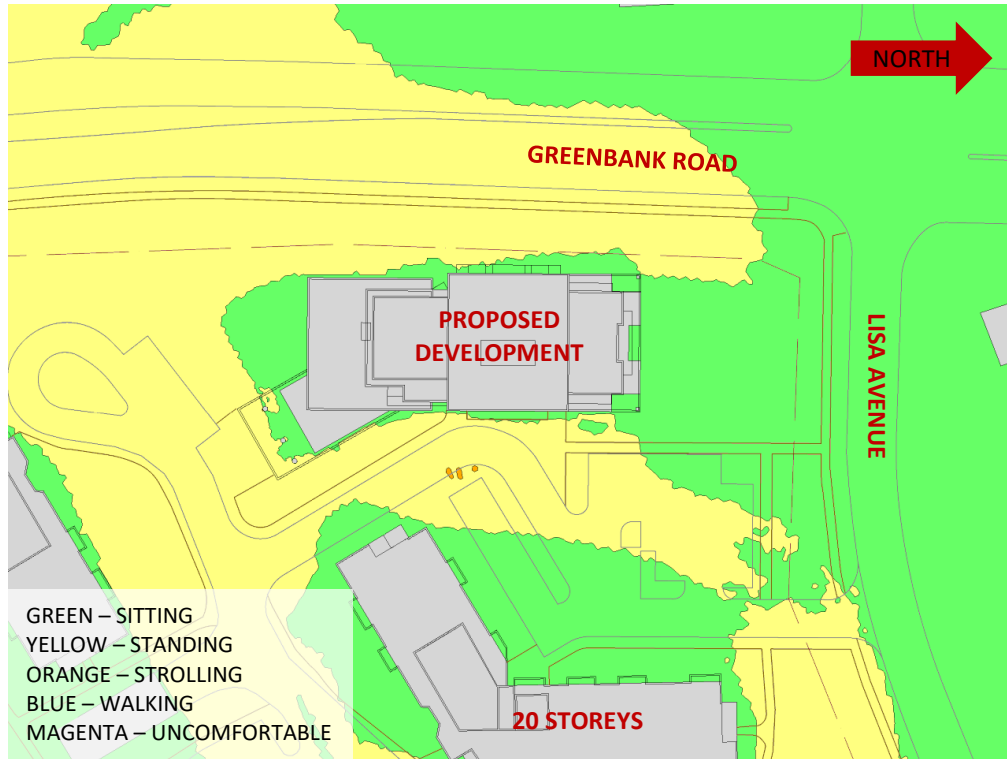 NORTH
GREENBANK ROAD
PROPOSED
DEVELOPMENT
LISA AVENUE
GREEN – SITTING
YELLOW – STANDING
ORANGE – STROLLING
BLUE – WALKING
MAGENTA – UNCOMFORTABLE
20 STOREYS